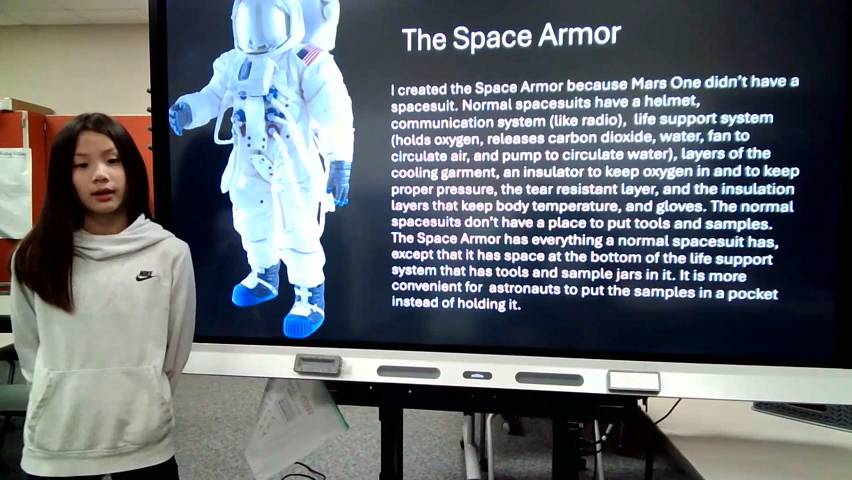 The Space Armor
I created the Space Armor because Mars One didn't have a
spacesuit. Normal spacesuits have a helmet,
communication system (like radio), life support system
(holds oxygen, releases carbon dioxide, water, fan to
circulate air, and pump to circulate water), layers of the
cooling garment, an insulator to keep oxygen in and to keep
proper pressure, the tear resistant layer, and the insulation
layers that keep body temperature, and gloves. The normal
spacesuits don't have a place to put tools and samples.
The Space Armor has everything a normal spacesuit has,
except that it has space at the bottom of the life support
system that has tools and sample jars in it. It is more
convenient for astronauts to put the samples in a pocket
instead of holding it.
NIKE